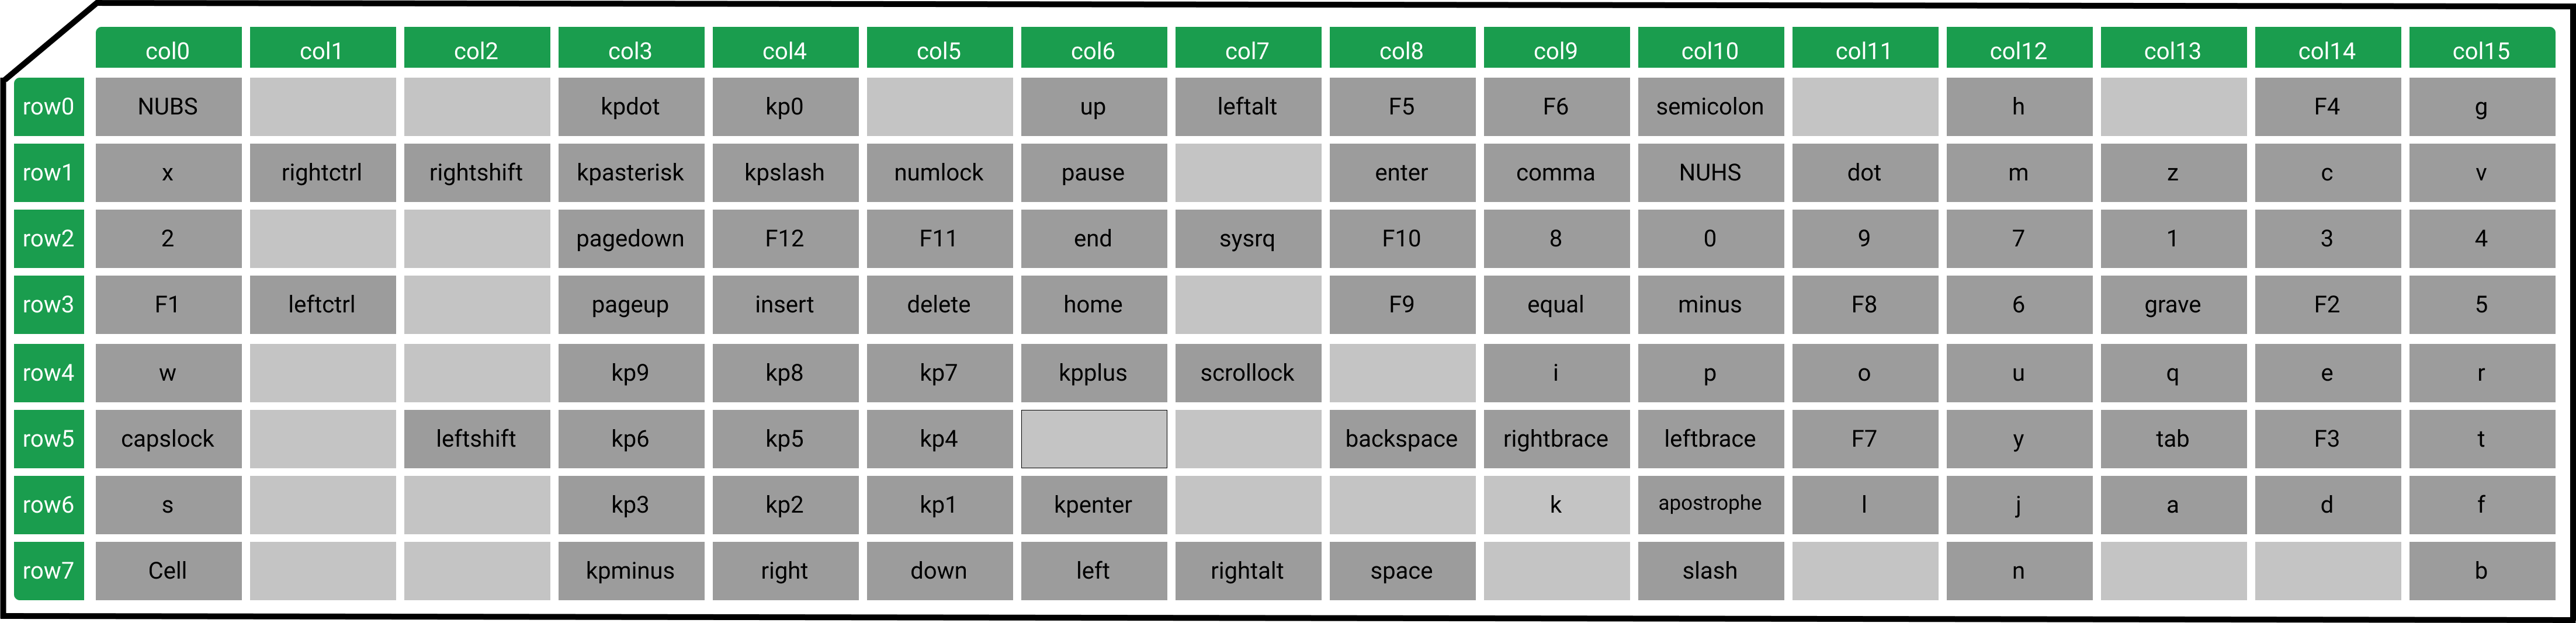 col0 col1 col2 col3 col4 col5 col6 col7 col8 col9 col10 col11 col12 col13 col14 col15
row0 NUBS kpdot kp0 up leftalt F5 F6 semicolon h F4 g
row1 x rightctrl rightshift kpasterisk kpslash numlock pause enter comma NUHS dot m z c v
row2 2 pagedown F12 F11 end sysrq F10 8 0 9 7 1 3 4
row3 F1 leftctrl pageup insert delete home F9 equal minus F8 6 grave F2 5
row4 w kp9 kp8 kp7 kpplus scrollock i p o u q e r
row5 capslock leftshift kp6 kp5 kp4 backspace rightbrace leftbrace F7 y tab F3 t
row6 s kp3 kp2 kp1 kpenter k apostrophe l j a d f
row7 Cell kpminus right down left rightalt space slash n b